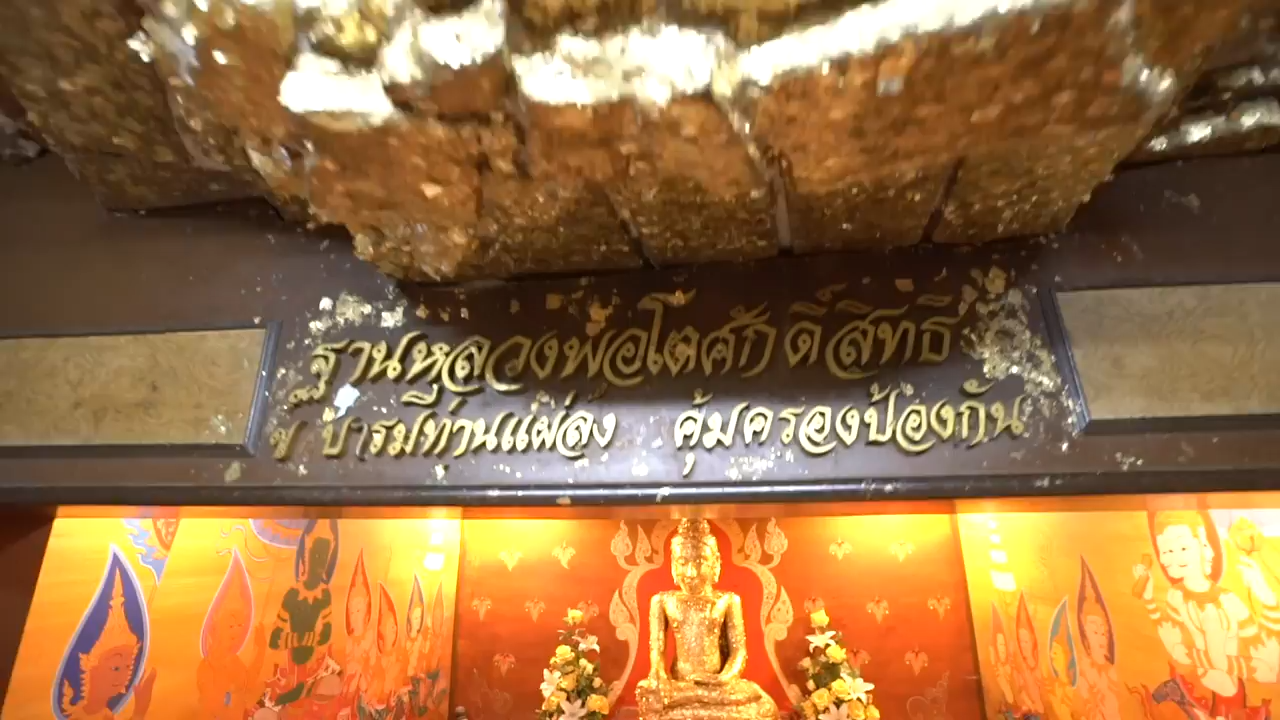 ฐานหลวงพ่อโตศักดิ์สิทธิ
บารมีท่านแผ่ลง คุ้มครองป้องกัน